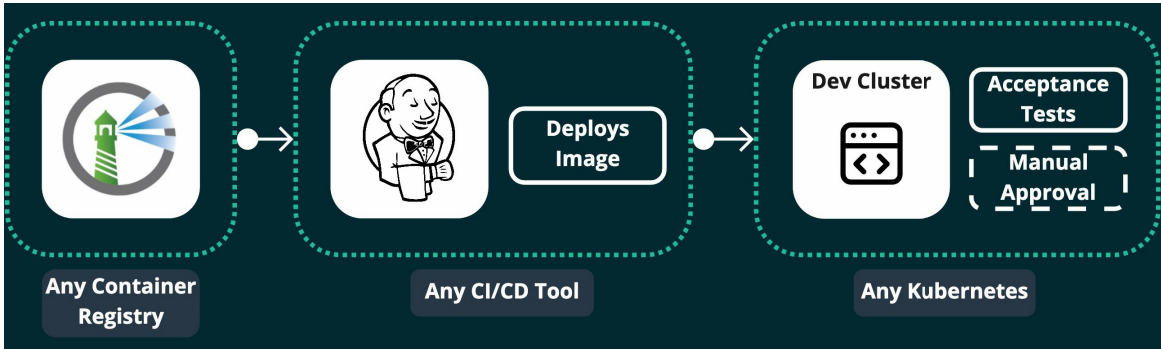 Deploys
Image
Dev Cluster
Acceptance
Tests
Manual
Approval
Any Container
Registry
Any CI/CD Tool
Any Kubernetes